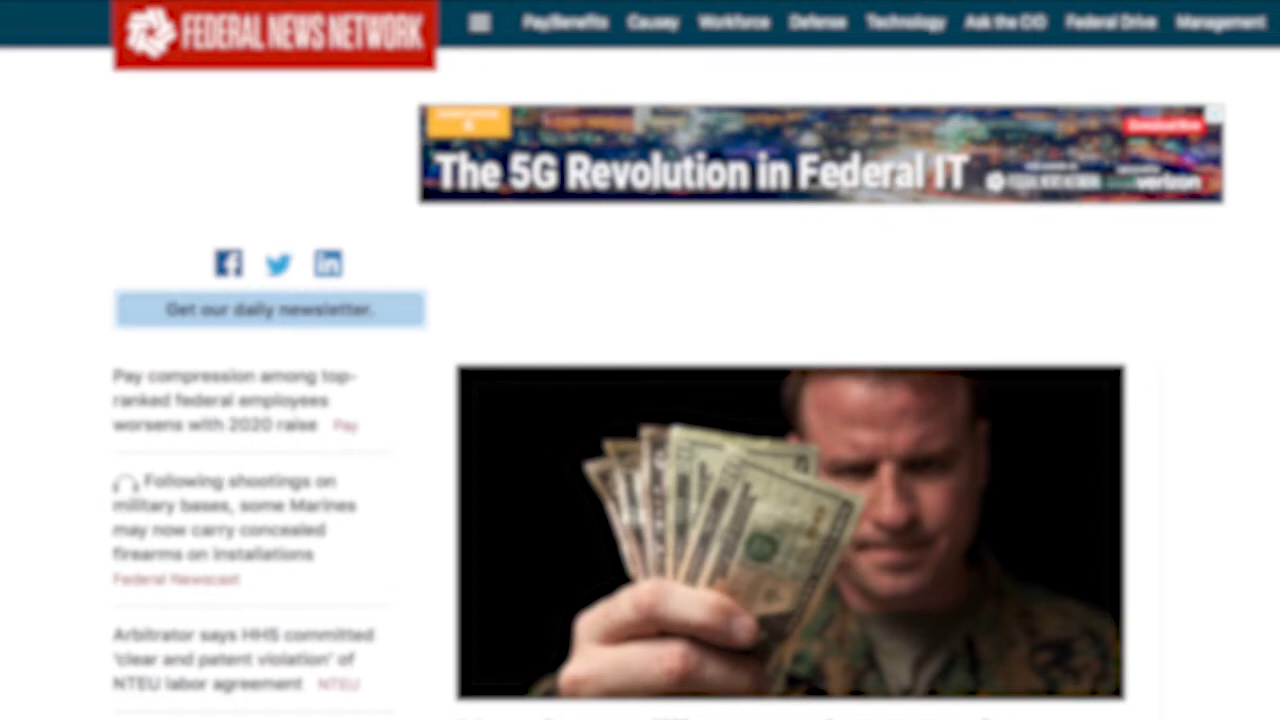 FEDERAL NEWS NETWORK
Pay/Benefits Causey Workforce Defense Technology Ask the CIO Federal Drive Management
The 5G Revolution in Federal IT
verizon
Get our daily newsletter.
Pay compression among top-
ranked federal employees
worsens with 2020 raise Pay
Following shootings on
military bases, some Marines
may now carry concealed
firearms on installations
Federal Newscast
Arbitrator says HHS committed
'clear and patent violation' of
NTEU labor agreement NTEU